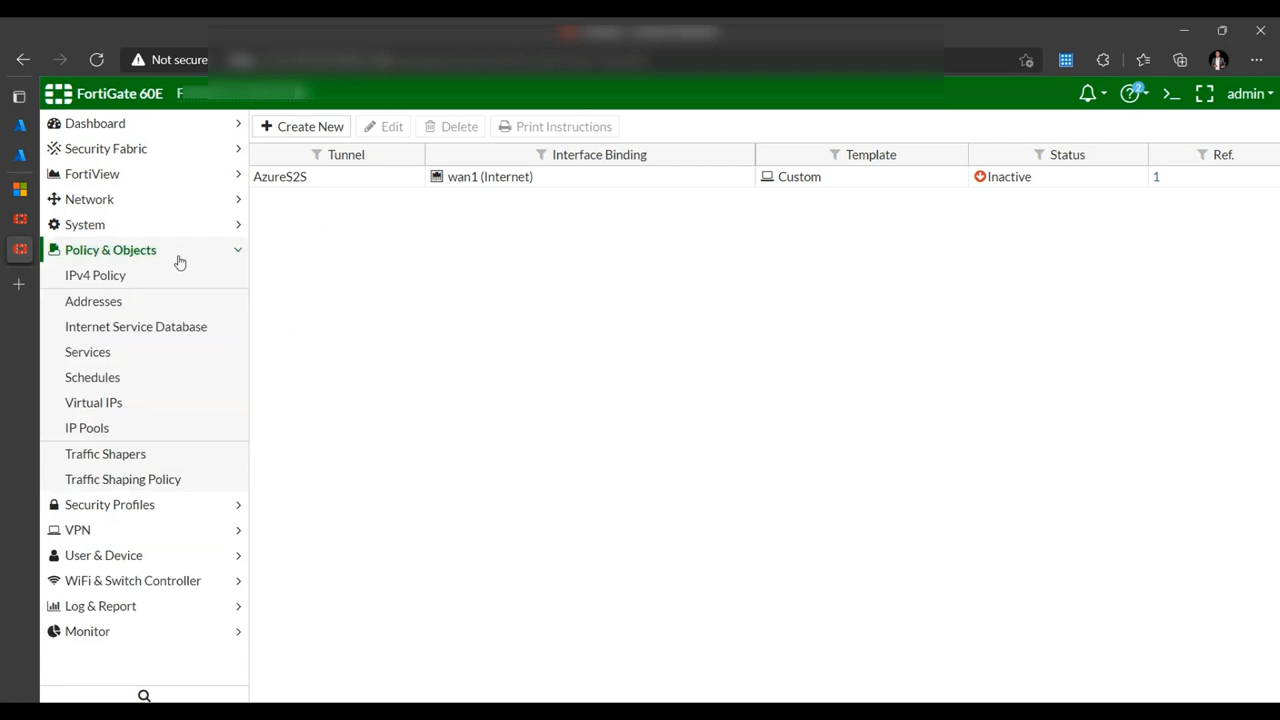 Not secure
FortiGate 60E F
2
>_
admin
Dashboard
Security Fabric
FortiView
Network
System
Policy & Objects
IPv4 Policy
Addresses
Internet Service Database
Services
Schedules
Virtual IPs
IP Pools
Traffic Shapers
Traffic Shaping Policy
Security Profiles
VPN
User & Device
WiFi & Switch Controller
Log & Report
Monitor
+ Create New Edit Delete Print Instructions
Tunnel Interface Binding Template Status Ref.
AzureS2S wan1 (Internet) Custom Inactive 1